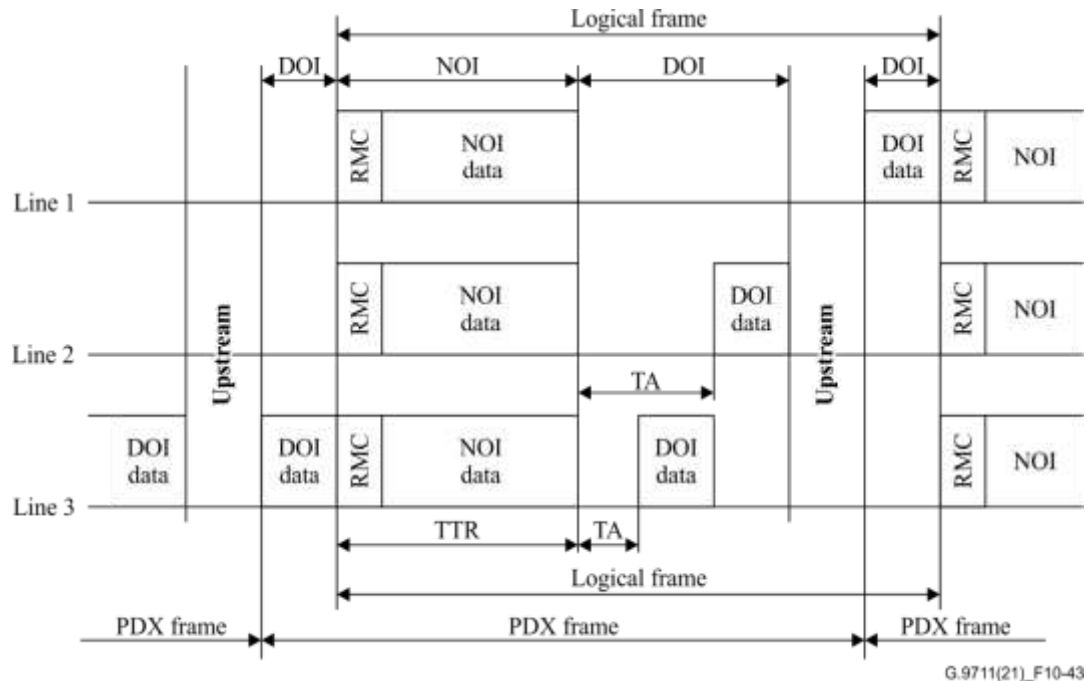 Logical frame
DOI
NOI
DOI
DOI
RMC
NOI
data
DOI
data
RMC
NOI
Line 1
RMC
NOI
data
DOI
data
RMC
NOI
Line 2
Upstream
Upstream
TA
DOI
data
DOI
data
RMC
NOI
data
DOI
data
RMC
NOI
Line 3
TTR
TA
Logical frame
PDX frame
PDX frame
PDX frame
G.9711(21)_F10-43